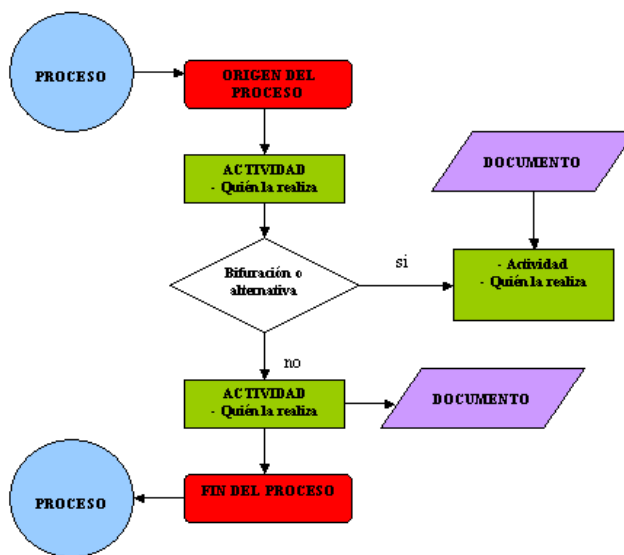 PROCESO
ORIGEN DEL
PROCESO
ACTIVIDAD
- Quién la realiza
DOCUMENTO
Bifuración o
alternativa
si
- Actividad
- Quién la realiza
no
ACTIVIDAD
- Quién la realiza
DOCUMENTO
FIN DEL PROCESO
PROCESO